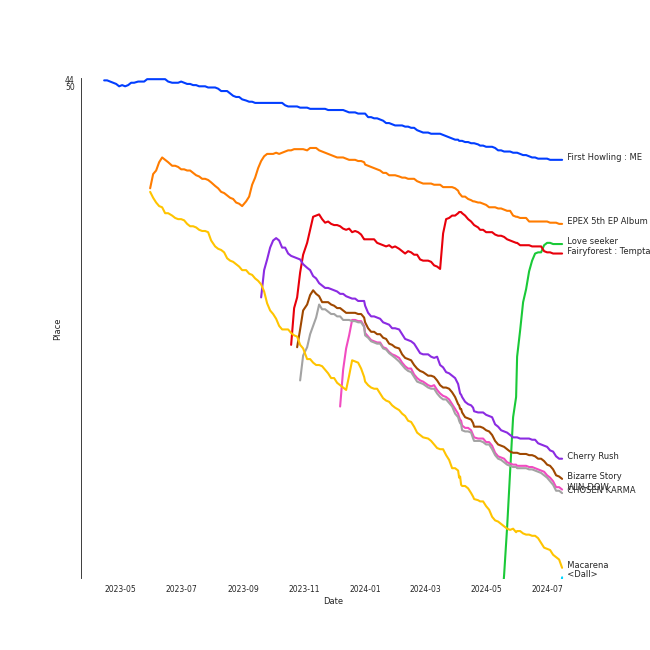 44
50
First Howling : ME
EPEX 5th EP Album
Love seeker
Fairyforest : Tempta
Place
Cherry Rush
Bizarre Story
WIN:DOW
CHOSEN KARMA
Macarena
<Dall>
2023-05 2023-07 2023-09 2023-11 2024-01 2024-03 2024-05 2024-07
Date